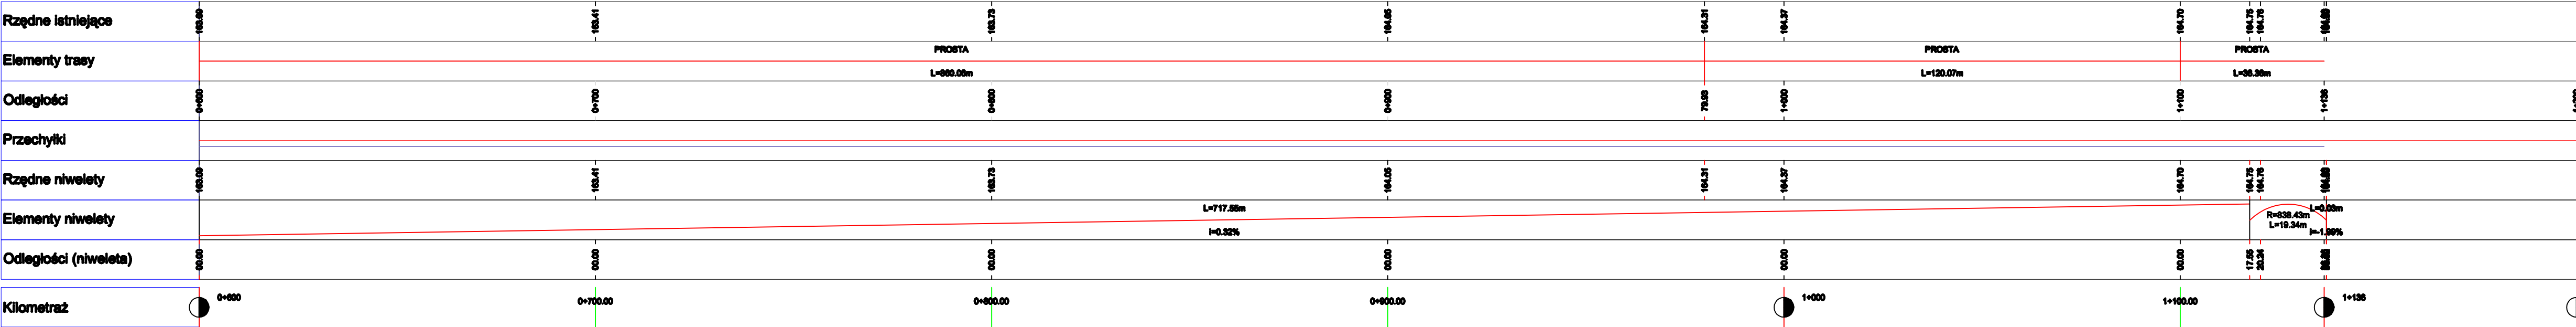 Rzędne istniejące 163.09 163.41 163.73 164.05 164.31 164.37 164.70 164.75 164.76
Elementy trasy PROSTA PROSTA PROSTA
L=860.06m L=120.07m L=36.36m
Odległości 0+600 0+700 0+800 0+900 79.93 1+000 1+100 1+136
Przechyłki
Rzędne niwelety 163.09 163.41 163.73 164.05 164.31 164.37 164.70 164.75 164.76
Elementy niwelety L=717.55m R=638.43m L=0.03m
i=0.32% L=19.34m i=-1.99%
Odległości (niweleta) 00.00 00.00 00.00 00.00 00.00 00.00 17.55 20.24
Kilometraż 0+600 0+700.00 0+800.00 0+900.00 1+000 1+100.00 1+136